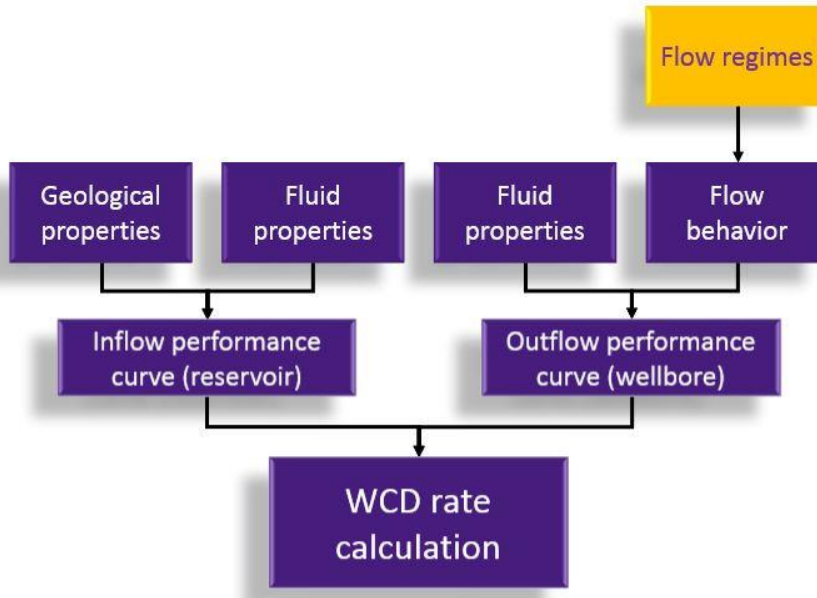 Flow regimes
Geological
properties
Fluid
properties
Fluid
properties
Flow
behavior
Inflow performance
curve (reservoir)
Outflow performance
curve (wellbore)
WCD rate
calculation